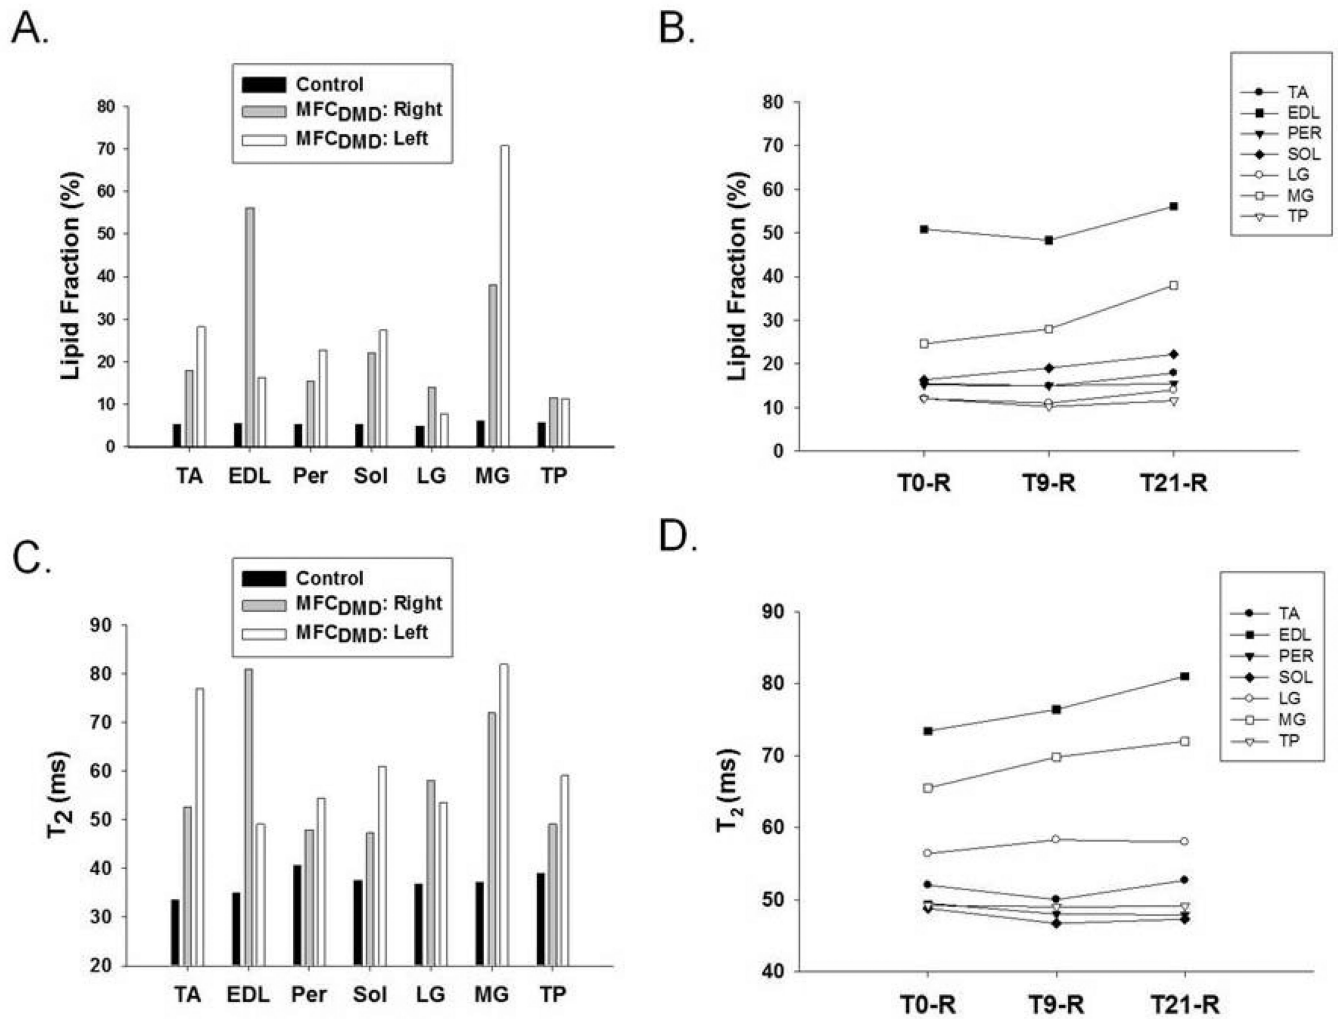 A.
Control
MFCDMD: Right
MFCDMD: Left
Lipid Fraction (%)
80
70
60
50
40
30
20
10
0
TA EDL Per Sol LG MG TP
B.
TA
EDL
PER
SOL
LG
MG
TP
Lipid Fraction (%)
80
70
60
50
40
30
20
10
0
T0-R T9-R T21-R
C.
Control
MFCDMD: Right
MFCDMD: Left
T2 (ms)
90
80
70
60
50
40
30
20
TA EDL Per Sol LG MG TP
D.
TA
EDL
PER
SOL
LG
MG
TP
T2 (ms)
90
80
70
60
50
40
T0-R T9-R T21-R